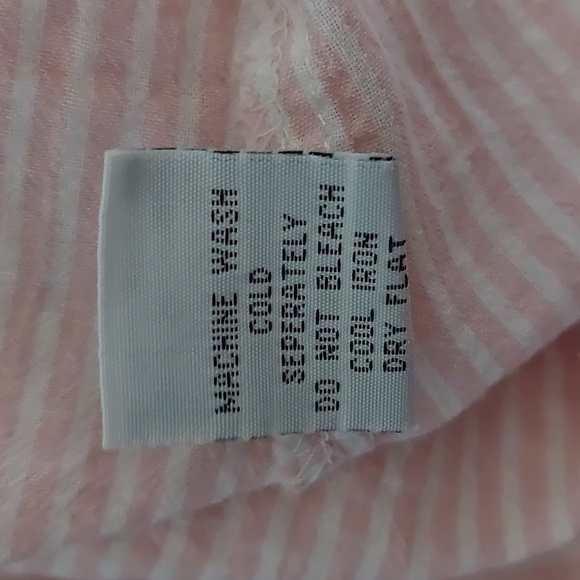 MACHINE WASH
COLD
SEPERATELY
DO NOT BLEACH
COOL IRON
DRY FLAT